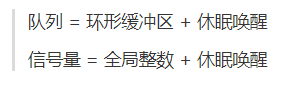 队列 = 环形缓冲区 + 休眠唤醒
信号量 = 全局整数 + 休眠唤醒